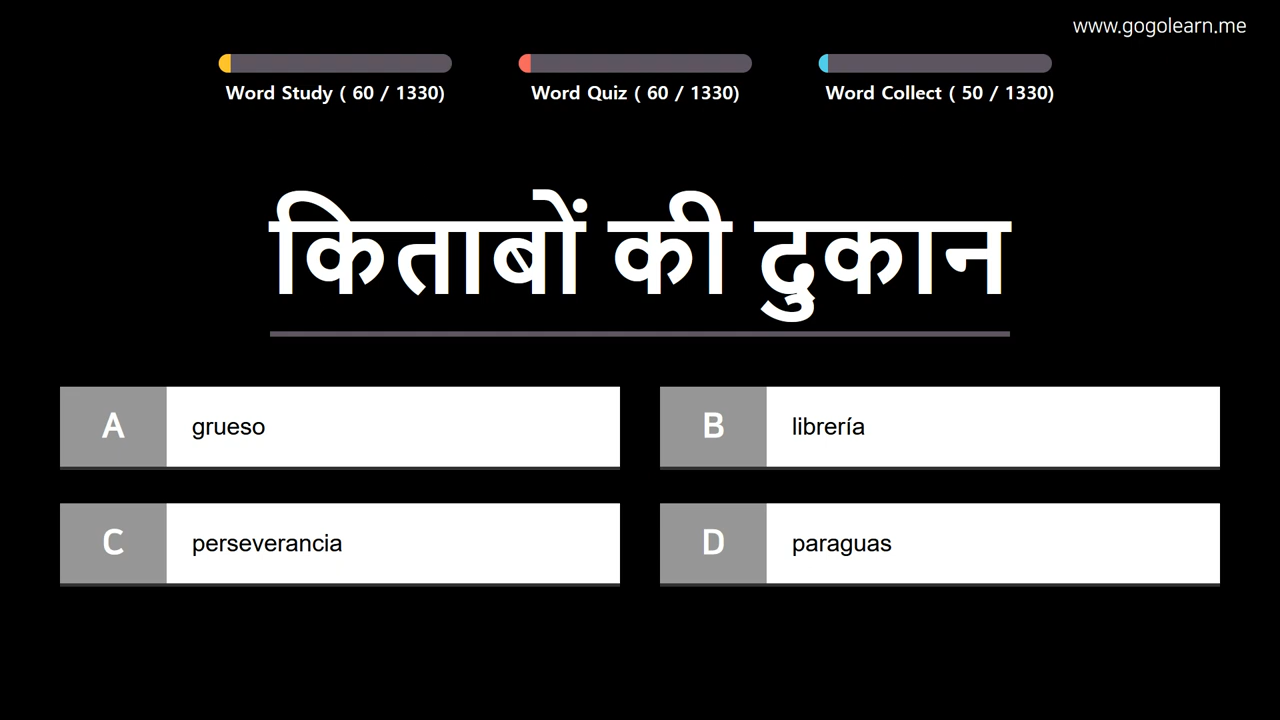 www.gogolearn.me
Word Study ( 60 / 1330)
Word Quiz ( 60 / 1330)
Word Collect ( 50 / 1330)
किताबों की दुकान
A grueso
B librería
C perseverancia
D paraguas